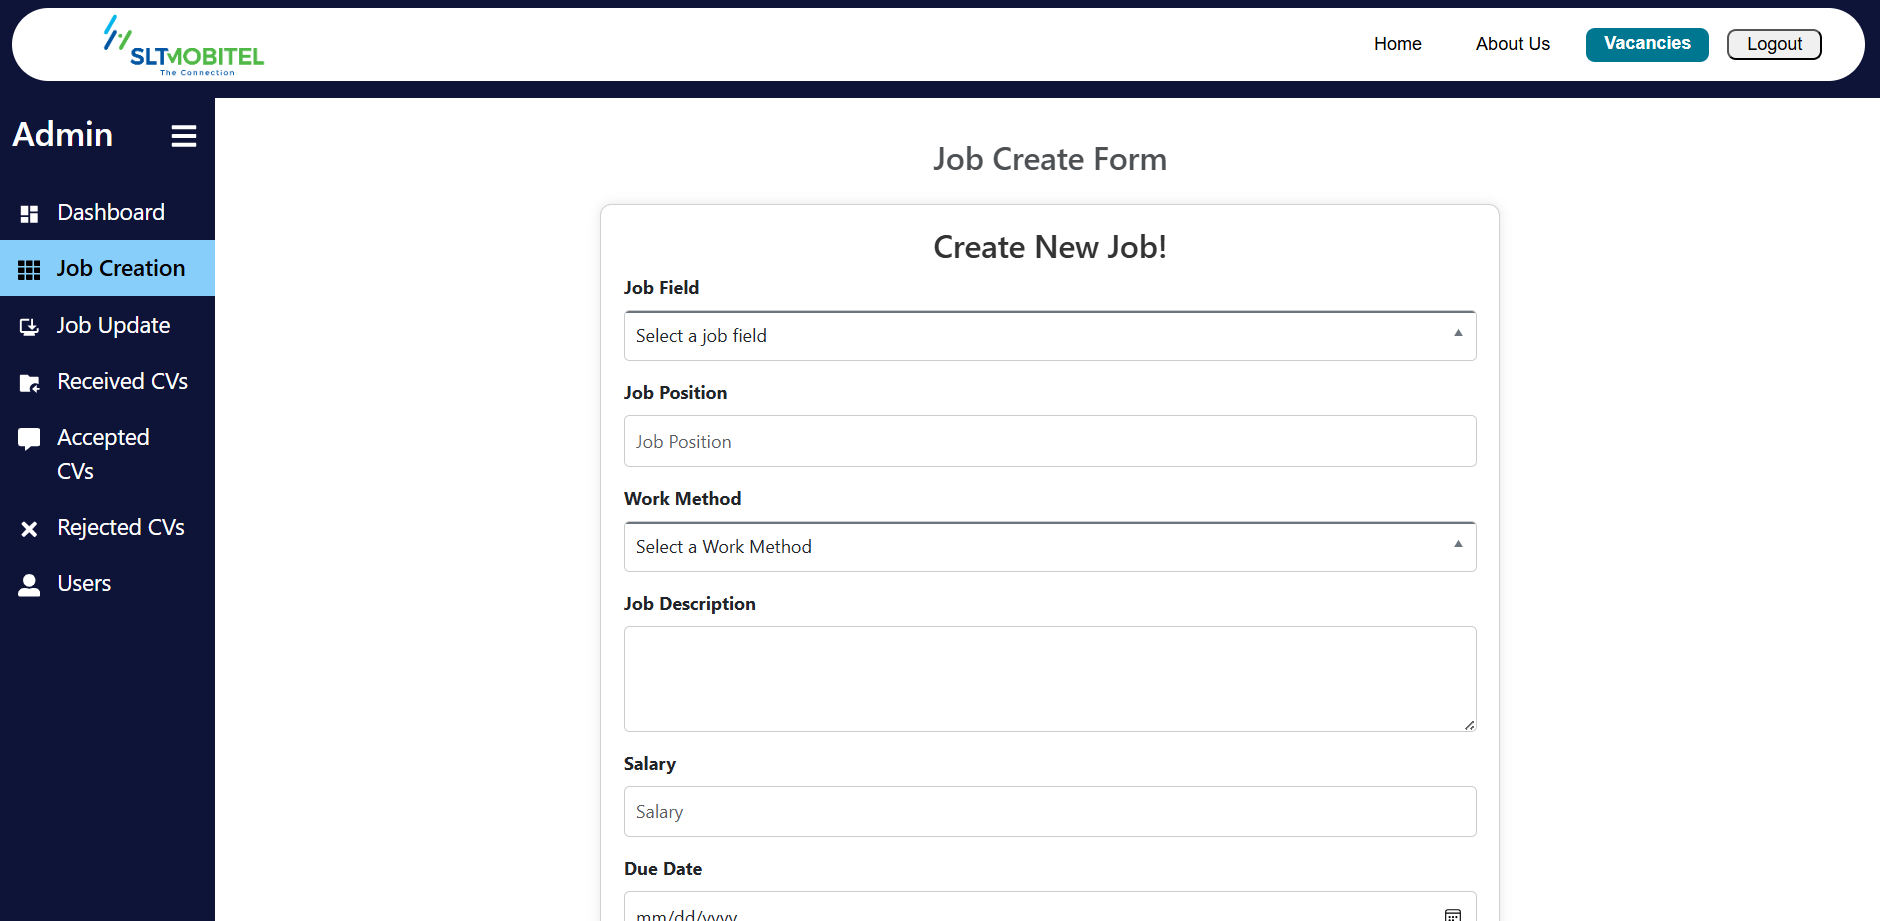 SLTMOBITEL
The Connection
Home
About Us
Vacancies
Logout
Admin
Dashboard
Job Creation
Job Update
Received CVs
Accepted
CVs
Rejected CVs
Users
Job Create Form
Create New Job!
Job Field
Select a job field
Job Position
Job Position
Work Method
Select a Work Method
Job Description
Salary
Salary
Due Date
mm/dd/yyyy